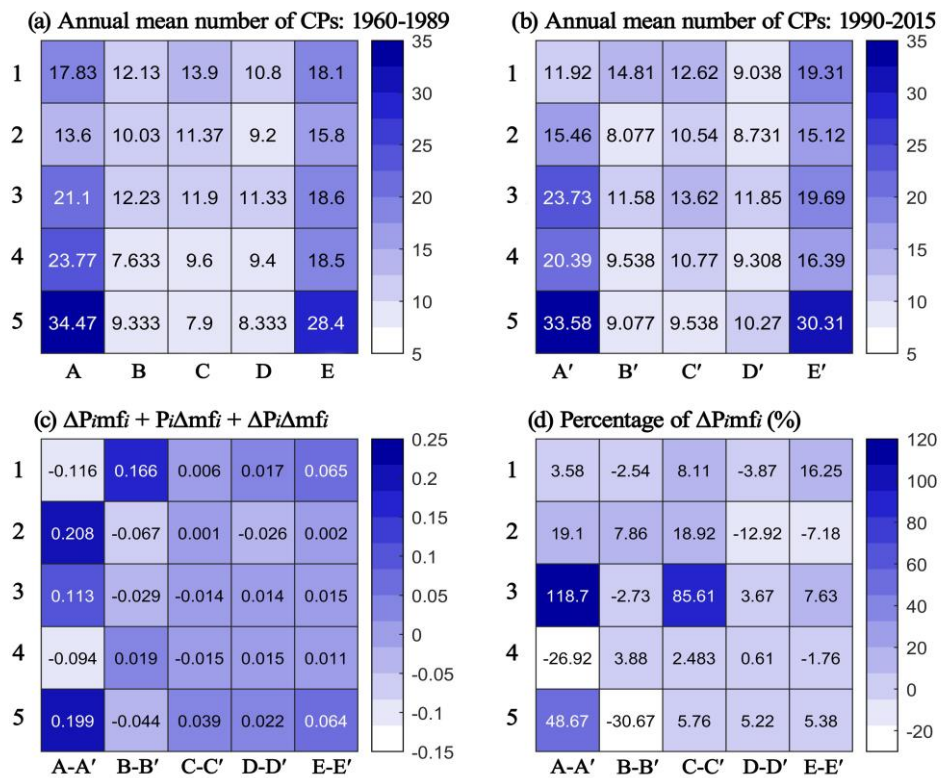 (a) Annual mean number of CPs: 1960-1989
1 17.83 12.13 13.9 10.8 18.1
2 13.6 10.03 11.37 9.2 15.8
3 21.1 12.23 11.9 11.33 18.6
4 23.77 7.633 9.6 9.4 18.5
5 34.47 9.333 7.9 8.333 28.4
A B C D E
35
30
25
20
15
10
5
(b) Annual mean number of CPs: 1990-2015
11.92 14.81 12.62 9.038 19.31
15.46 8.077 10.54 8.731 15.12
23.73 11.58 13.62 11.85 19.69
20.39 9.538 10.77 9.308 16.39
33.58 9.077 9.538 10.27 30.31
A′ B′ C′ D′ E′
35
30
25
20
15
10
5
(c) ΔPimfi + PiΔmfi + ΔPiΔmfi
1 -0.116 0.166 0.006 0.017 0.065
2 0.208 -0.067 0.001 -0.026 0.002
3 0.113 -0.029 -0.014 0.014 0.015
4 -0.094 0.019 -0.015 0.015 0.011
5 0.199 -0.044 0.039 0.022 0.064
A-A′ B-B′ C-C′ D-D′ E-E′
0.25
0.2
0.15
0.1
0.05
0
-0.05
-0.1
-0.15
(d) Percentage of ΔPimfi (%)
1 3.58 -2.54 8.11 -3.87 16.25
2 19.1 7.86 18.92 -12.92 -7.18
3 118.7 -2.73 85.61 3.67 7.63
4 -26.92 3.88 2.483 0.61 -1.76
5 48.67 -30.67 5.76 5.22 5.38
A-A′ B-B′ C-C′ D-D′ E-E′
120
100
80
60
40
20
0
-20